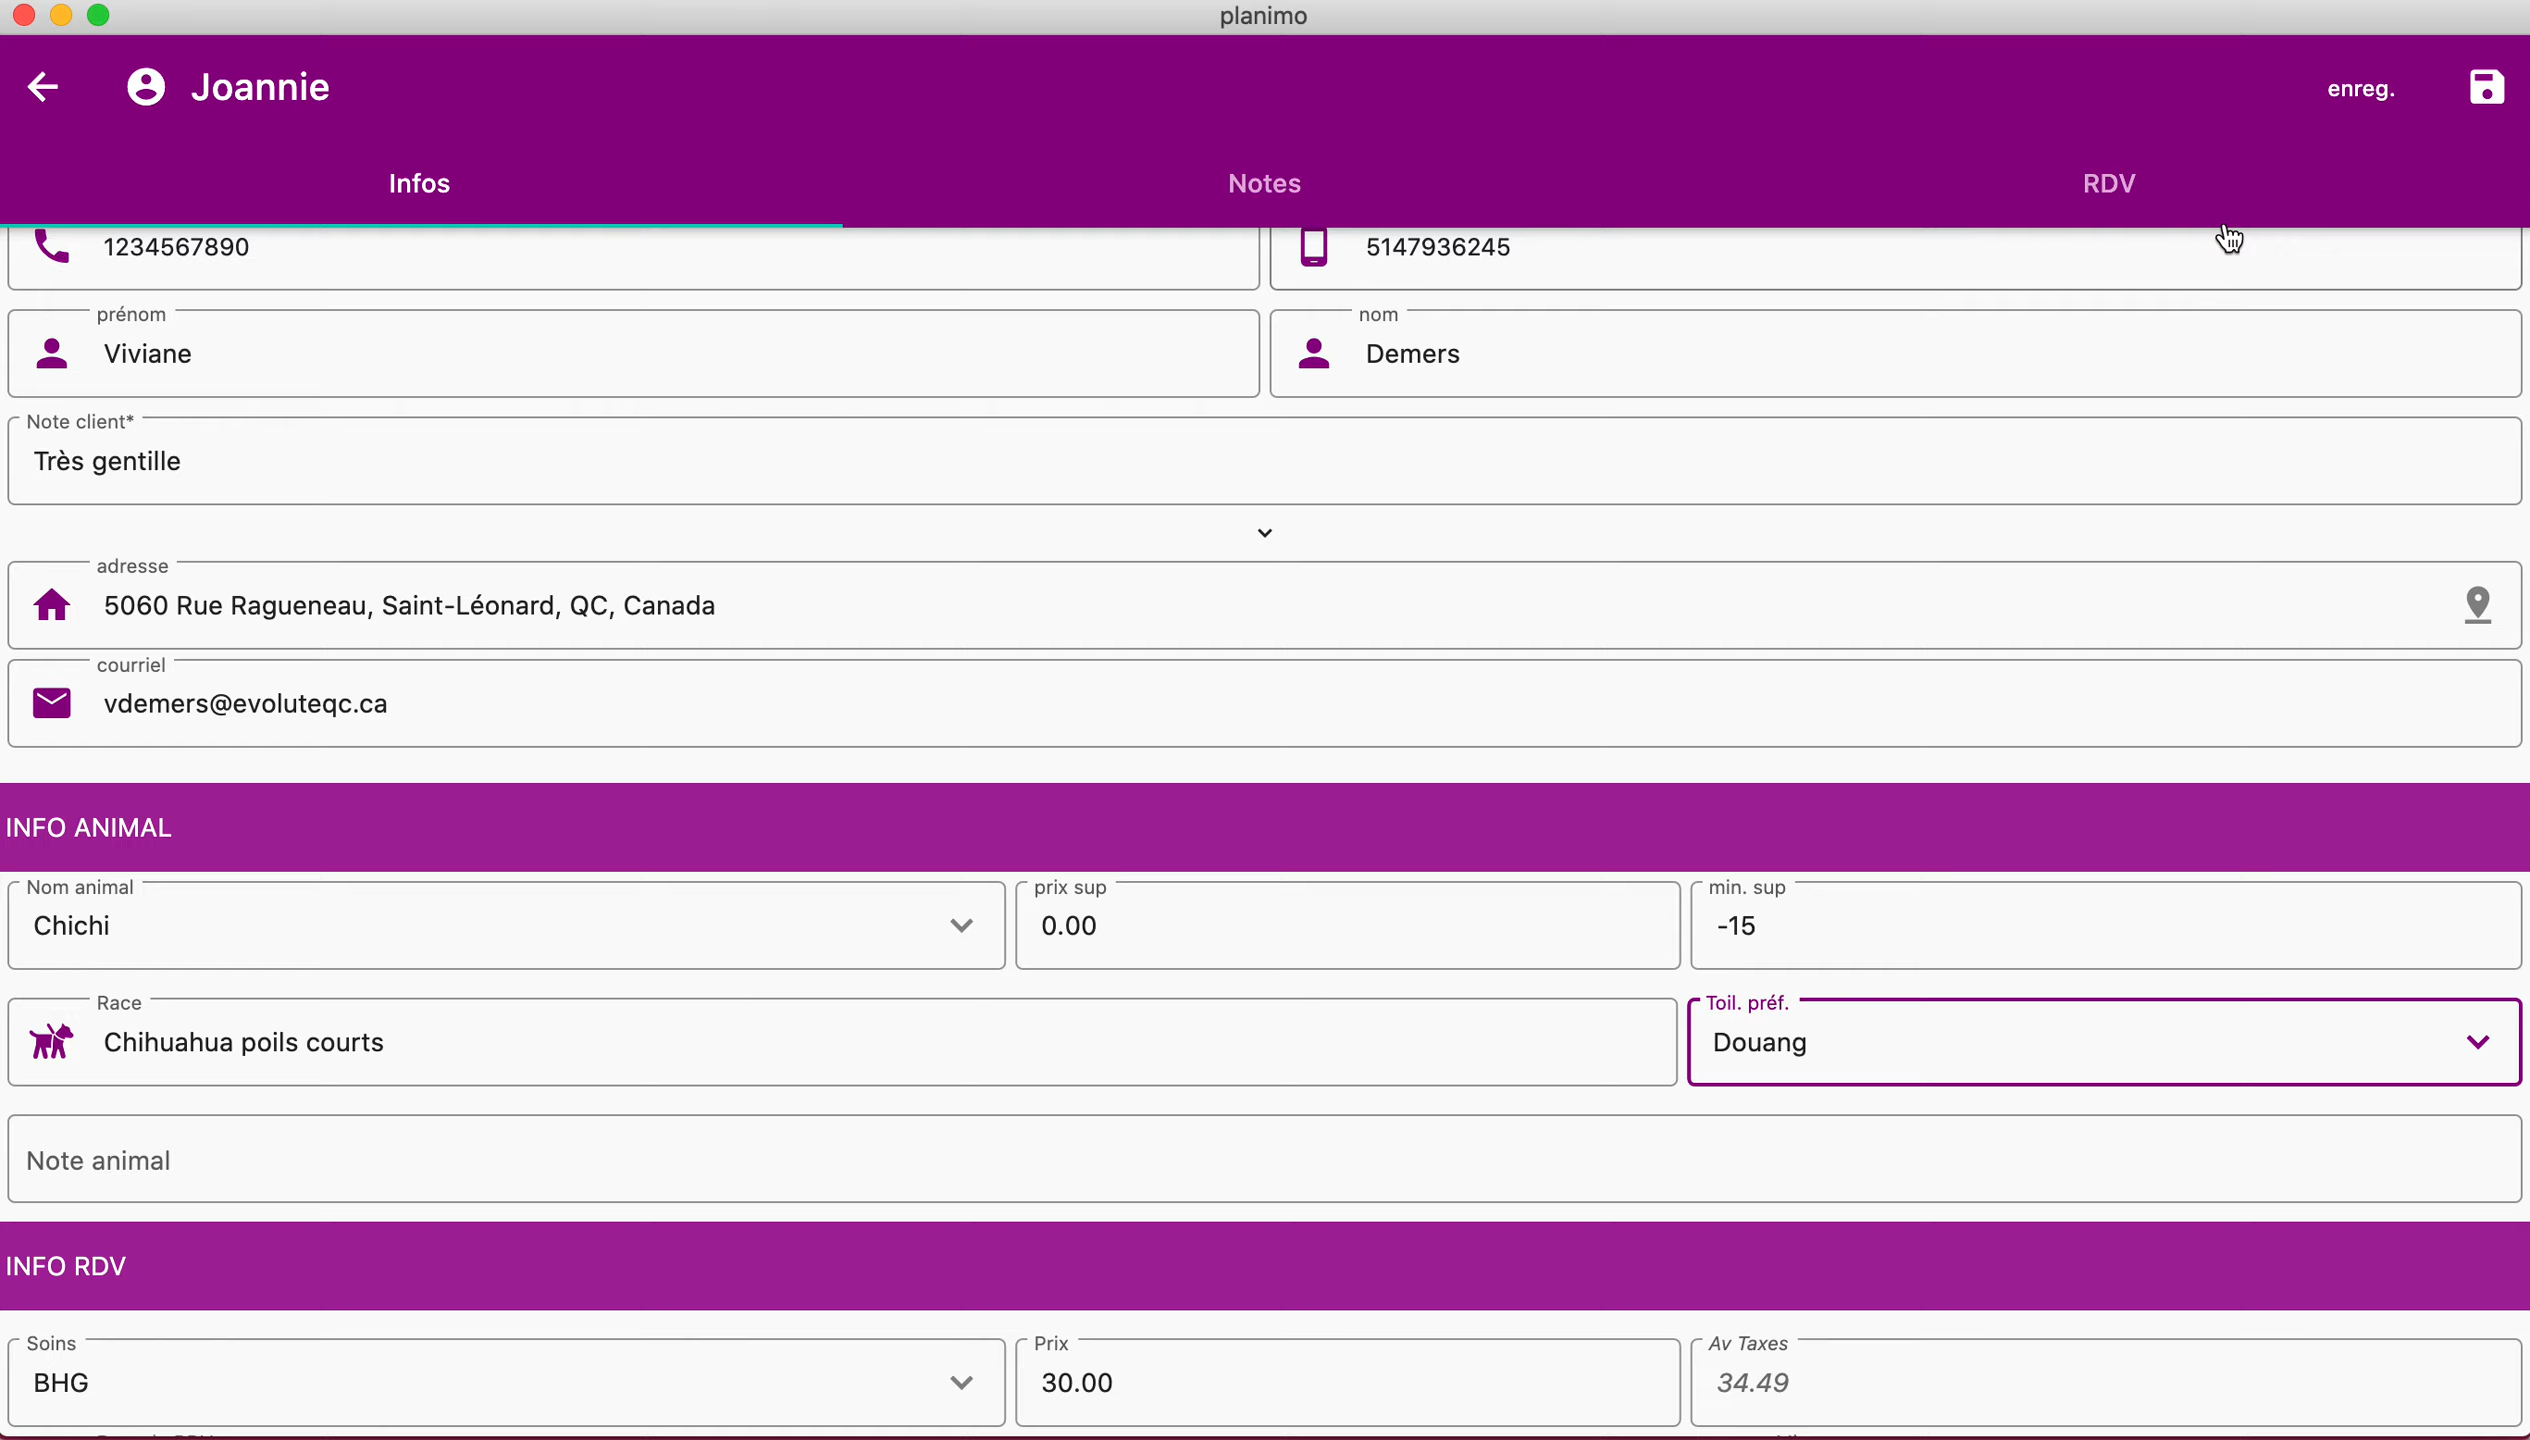 planimo
Joannie
enreg.
Infos
Notes
RDV
1234567890
5147936245
prénom
Viviane
nom
Demers
Note client*
Très gentille
adresse
5060 Rue Ragueneau, Saint-Léonard, QC, Canada
courriel
vdemers@evoluteqc.ca
INFO ANIMAL
Nom animal
Chichi
prix sup
0.00
min. sup
-15
Race
Chihuahua poils courts
Toil. préf.
Douang
Note animal
INFO RDV
Soins
BHG
Prix
30.00
Av Taxes
34.49